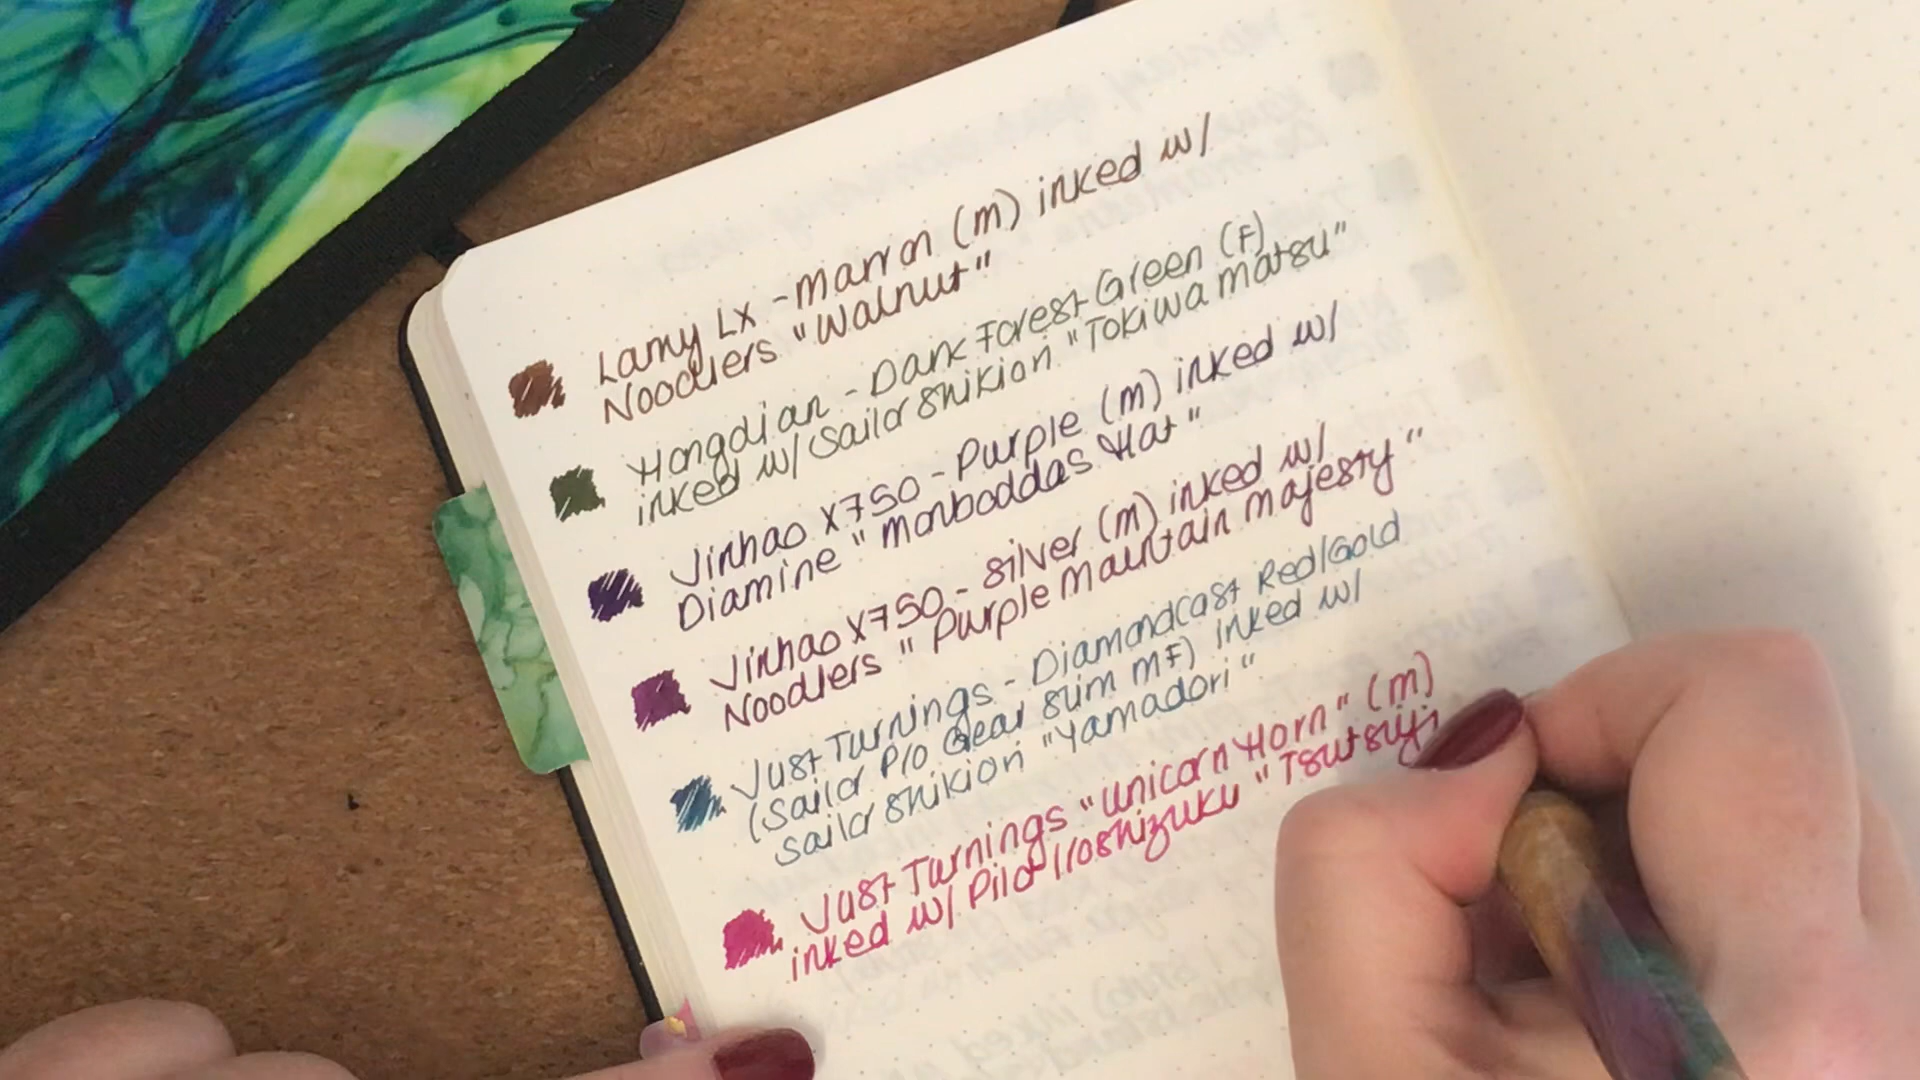 Lamy Lx - marron (m) inked w/
Noodlers "Walnut"
Hongdian - Dark Forest Green (F)
inked w/ Sailor Shikiori "Tokiwa Matsu"
Jinhao X750 - Purple (m) inked w/
Diamine "Monboddas Hat"
Jinhao X750 - silver (m) inked w/
Noodlers "Purple Mountain Majesty"
Just Turnings - Diamondcast Red/Gold
(Sailor Pro Gear Slim MF) inked w/
Sailor Shikiori "Yamadori"
Just Turnings "Unicorn Horn" (m)
inked w/ Pilot Iroshizuku "Tsutsuji